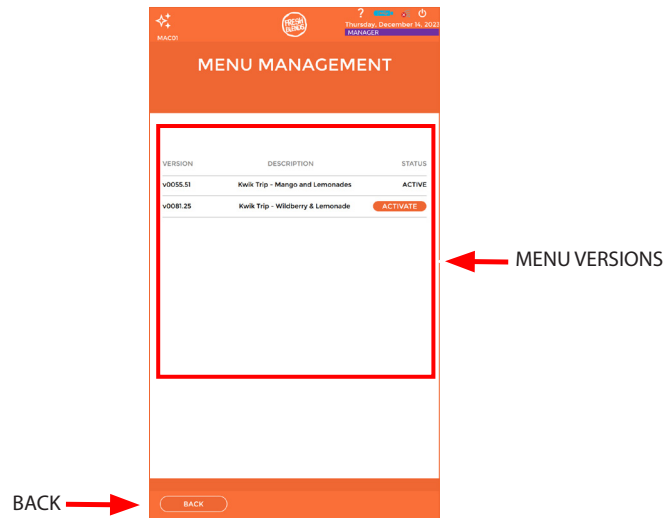 ?
MAC01
FRESH BLENDS
Thursday, December 14, 2023
MANAGER
MENU MANAGEMENT
VERSION DESCRIPTION STATUS
v0055.51 Kwik Trip - Mango and Lemonades ACTIVE
v0081.25 Kwik Trip - Wildberry & Lemonade ACTIVATE
MENU VERSIONS
BACK
BACK